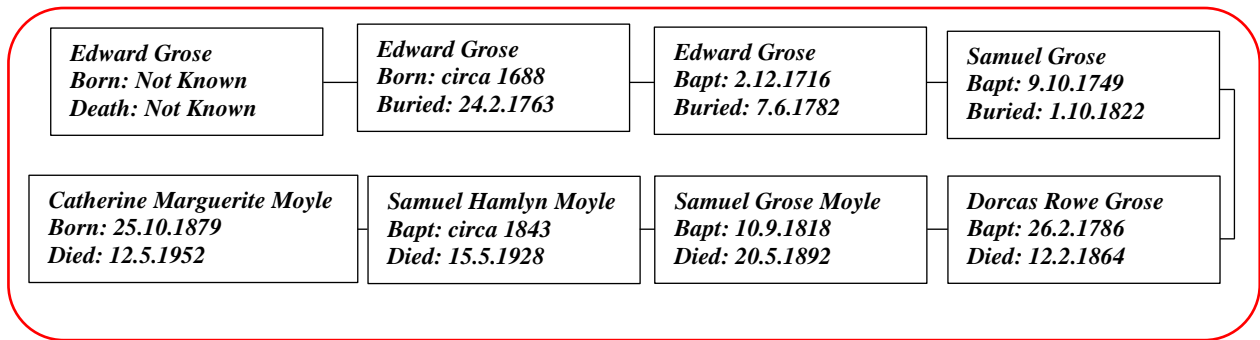 Edward Grose
Born: Not Known
Death: Not Known
Edward Grose
Born: circa 1688
Buried: 24.2.1763
Edward Grose
Bapt: 2.12.1716
Buried: 7.6.1782
Samuel Grose
Bapt: 9.10.1749
Buried: 1.10.1822
Catherine Marguerite Moyle
Born: 25.10.1879
Died: 12.5.1952
Samuel Hamlyn Moyle
Bapt: circa 1843
Died: 15.5.1928
Samuel Grose Moyle
Bapt: 10.9.1818
Died: 20.5.1892
Dorcas Rowe Grose
Bapt: 26.2.1786
Died: 12.2.1864